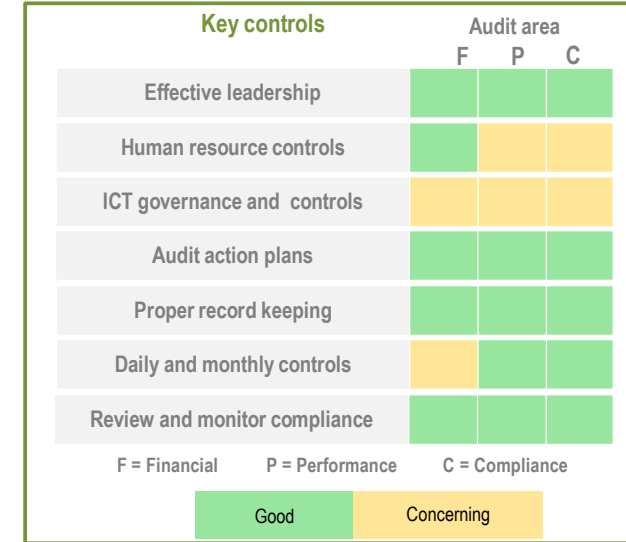 Key controls
Audit area
F P C
Effective leadership
Human resource controls
ICT governance and controls
Audit action plans
Proper record keeping
Daily and monthly controls
Review and monitor compliance
F = Financial P = Performance C = Compliance
Good Concerning